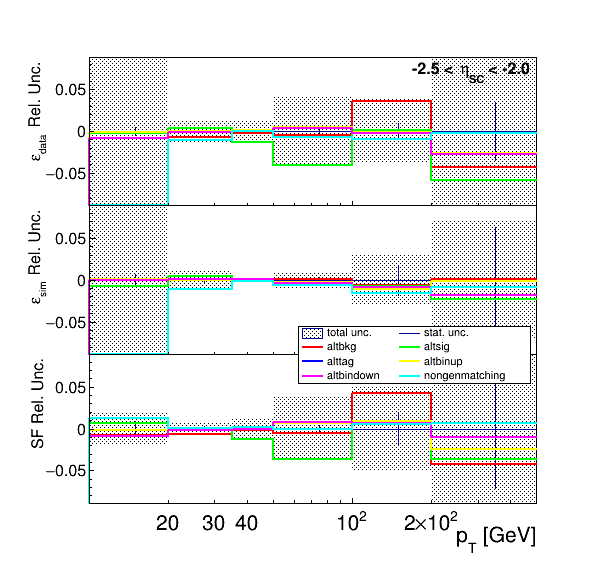 -2.5 < η_SC < -2.0
ε_data Rel. Unc.
0.05
0
−0.05
ε_sim Rel. Unc.
0.05
0
−0.05
total unc. stat. unc.
altbkg altsig
alttag altbinup
altbindown nongenmatching
SF Rel. Unc.
0.05
0
−0.05
20 30 40 10² 2×10²
p_T [GeV]